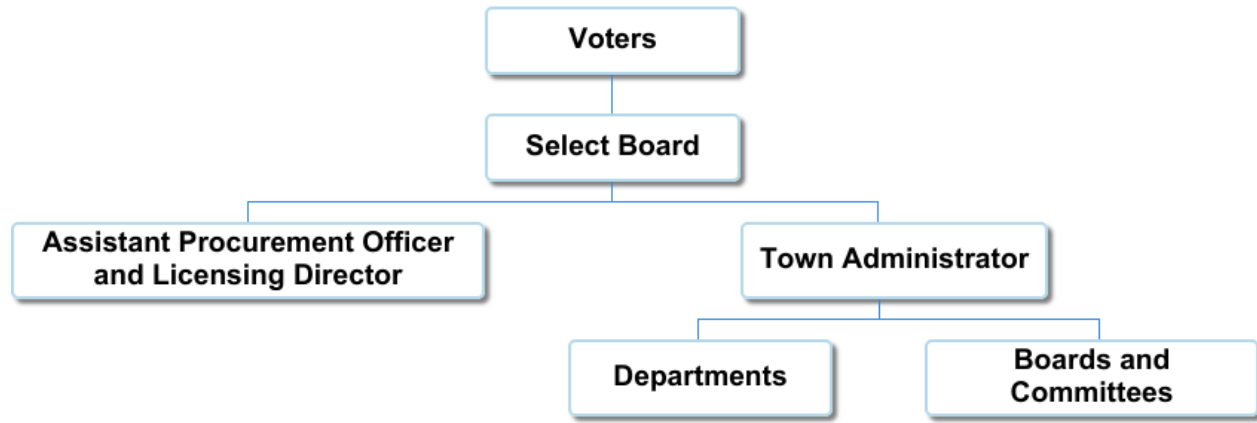 Voters
Select Board
Assistant Procurement Officer
and Licensing Director
Town Administrator
Departments
Boards and
Committees